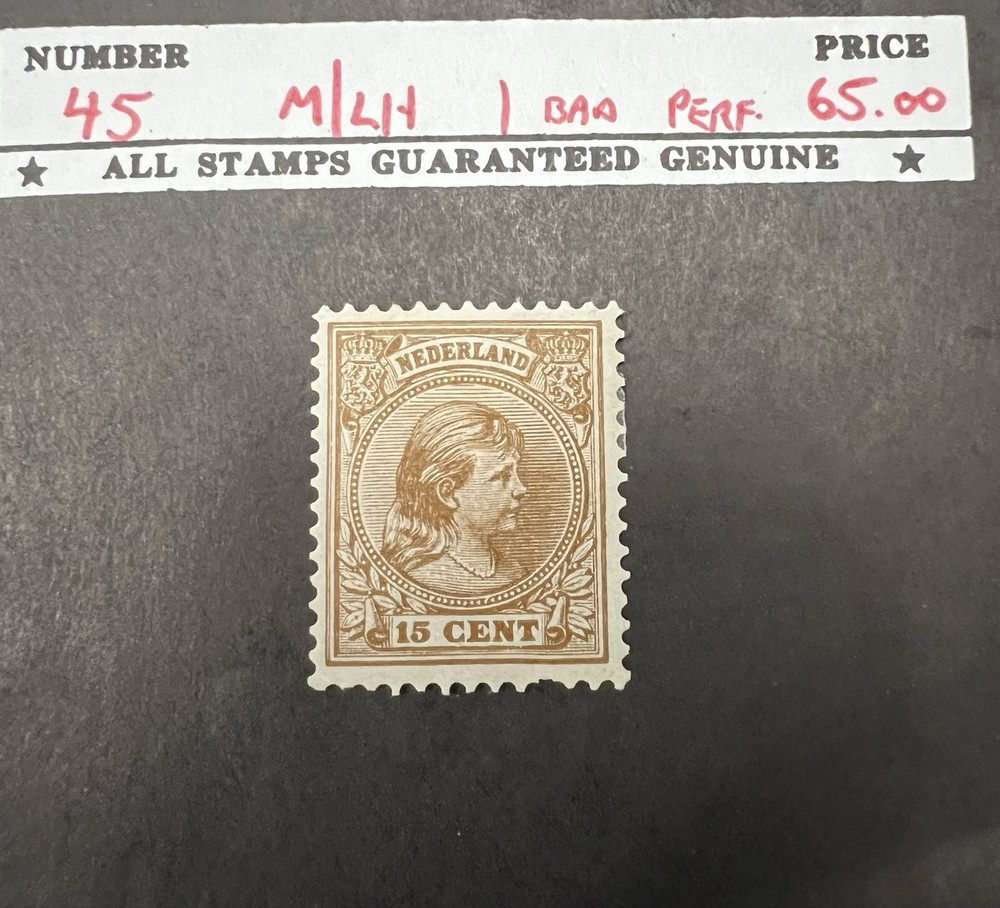 NUMBER PRICE
45 M/LH 1 BAD PERF. 65.00
★ ALL STAMPS GUARANTEED GENUINE ★
NEDERLAND
15 CENT